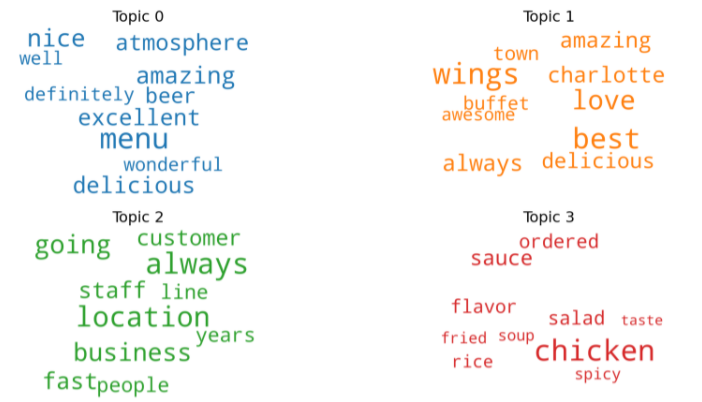 Topic 0
nice
atmosphere
well
amazing
definitely beer
excellent
menu
wonderful
delicious
Topic 1
amazing
town
wings
charlotte
buffet
love
awesome
best
always
delicious
Topic 2
going
customer
always
staff
line
location
years
business
fast
people
Topic 3
ordered
sauce
flavor
salad
taste
fried
soup
chicken
rice
spicy